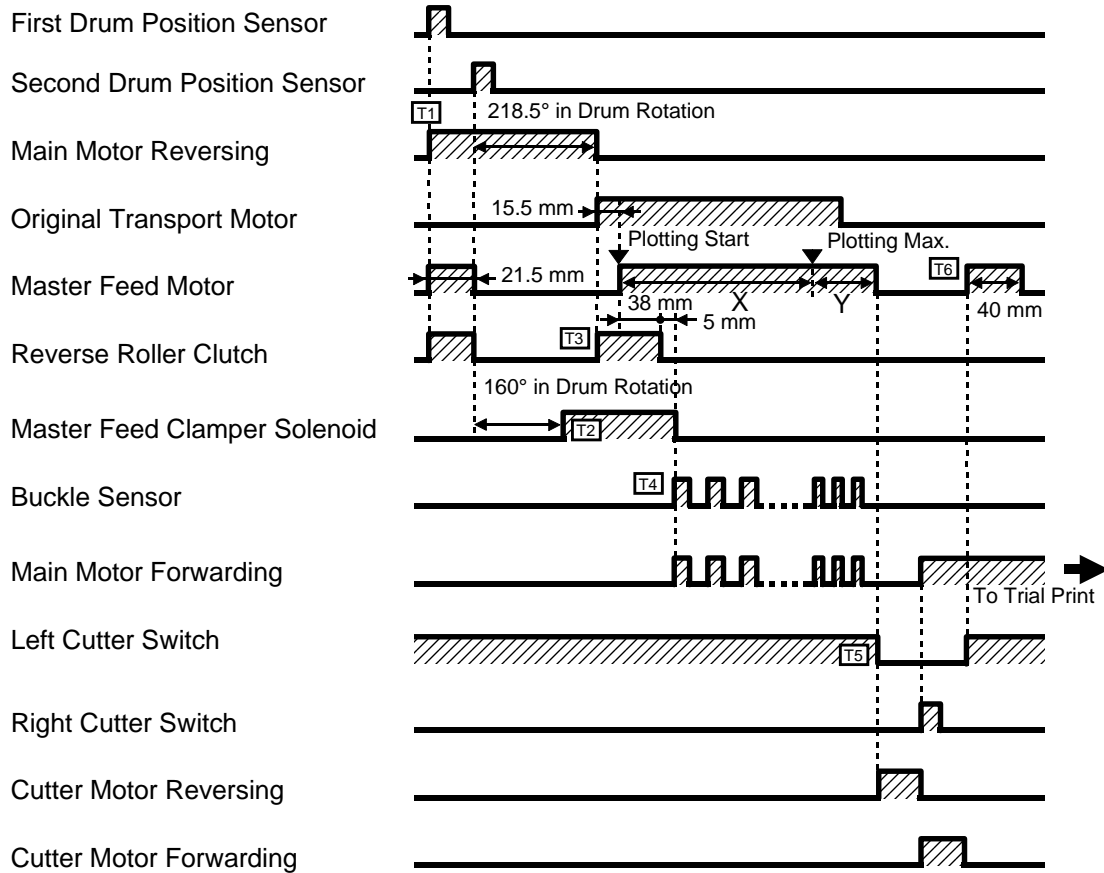 First Drum Position Sensor
Second Drum Position Sensor
T1
218.5° in Drum Rotation
Main Motor Reversing
15.5 mm
Original Transport Motor
Plotting Start
Plotting Max.
T6
21.5 mm
Master Feed Motor
38 mm
X
Y
40 mm
5 mm
T3
Reverse Roller Clutch
160° in Drum Rotation
Master Feed Clamper Solenoid
T2
T4
Buckle Sensor
Main Motor Forwarding
To Trial Print
Left Cutter Switch
T5
Right Cutter Switch
Cutter Motor Reversing
Cutter Motor Forwarding